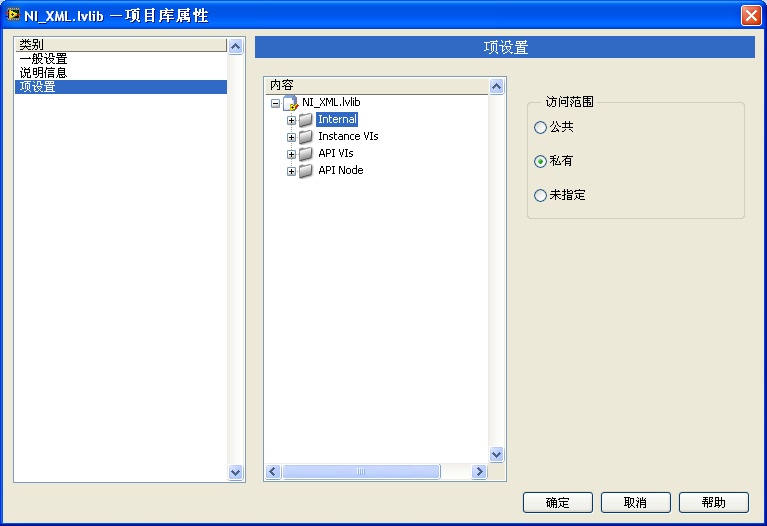 NI_XML.lvlib －项目库属性
类别
一般设置
说明信息
项设置
项设置
内容
NI_XML.lvlib
Internal
Instance VIs
API VIs
API Node
访问范围
公共
私有
未指定
确定
取消
帮助